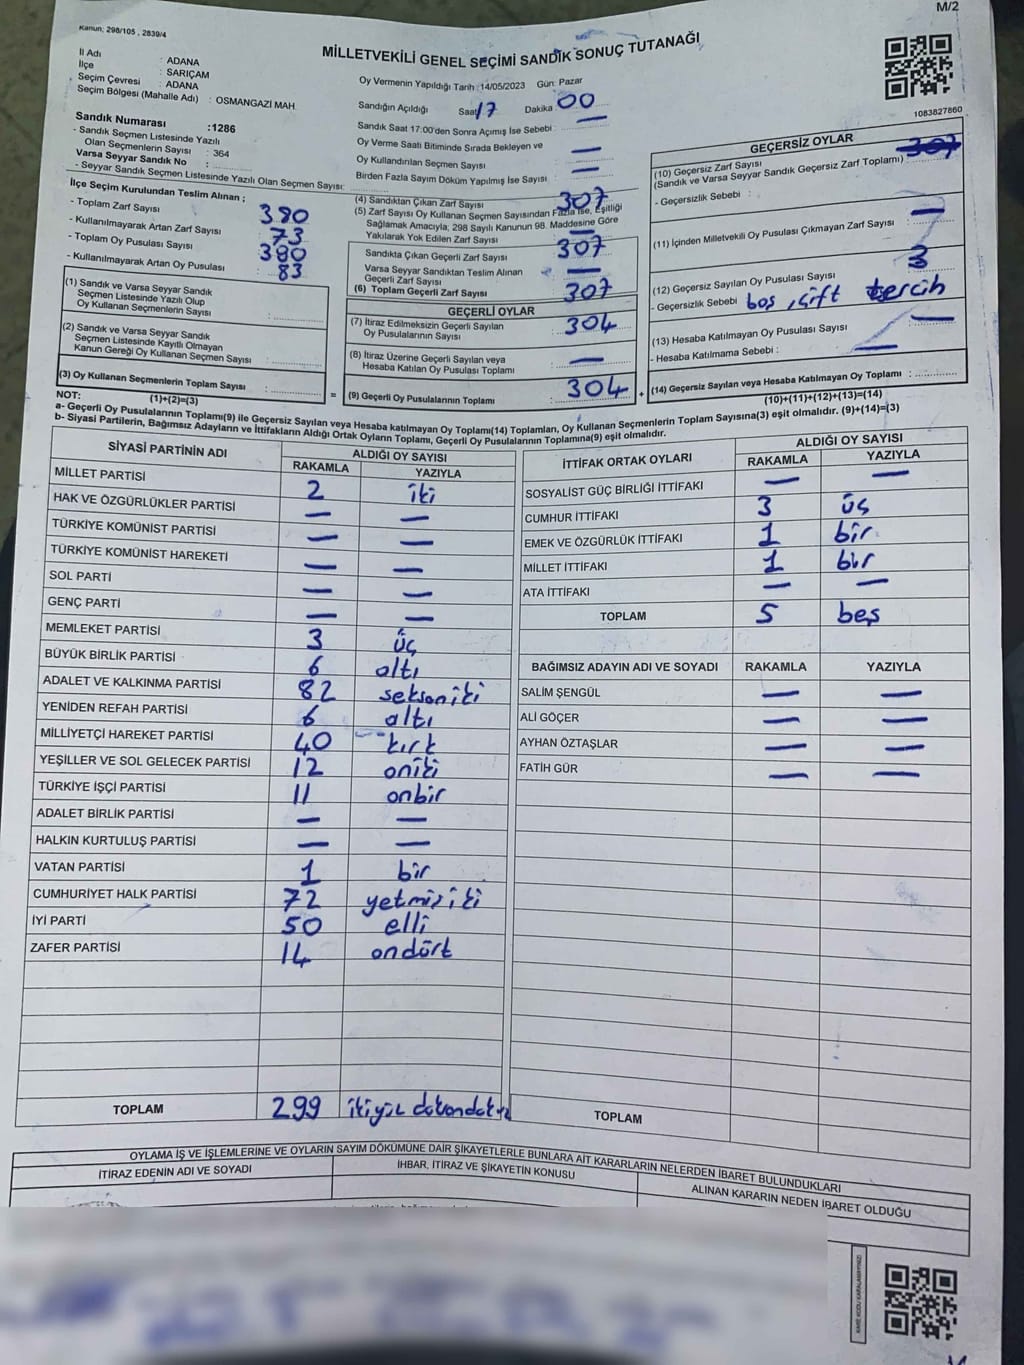 M/2
Kanun; 298/105 , 2839/4
MİLLETVEKİLİ GENEL SEÇİMİ SANDIK SONUÇ TUTANAĞI
İl Adı : ADANA
İlçe : SARIÇAM
Seçim Çevresi : ADANA
Seçim Bölgesi (Mahalle Adı) : OSMANGAZİ MAH.
Sandık Numarası :1286
- Sandık Seçmen Listesinde Yazılı
Olan Seçmenlerin Sayısı : 364
Varsa Seyyar Sandık No :
- Seyyar Sandık Seçmen Listesinde Yazılı Olan Seçmen Sayısı:
İlçe Seçim Kurulundan Teslim Alınan ;
- Toplam Zarf Sayısı : 380
- Kullanılmayarak Artan Zarf Sayısı : 73
- Toplam Oy Pusulası Sayısı : 380
- Kullanılmayarak Artan Oy Pusulası : 83
(1) Sandık ve Varsa Seyyar Sandık
Seçmen Listesinde Yazılı Olup
Oy Kullanan Seçmenlerin Sayısı :
(2) Sandık ve Varsa Seyyar Sandık
Seçmen Listesinde Kayıtlı Olmayan
Kanun Gereği Oy Kullanan Seçmen Sayısı :
(3) Oy Kullanan Seçmenlerin Toplam Sayısı :
(1)+(2)=(3)
Oy Vermenin Yapıldığı Tarih :14/05/2023 Gün: Pazar
Sandığın Açıldığı Saat 17 Dakika 00
Sandık Saat 17:00'den Sonra Açımış İse Sebebi : —
Oy Verme Saati Bitiminde Sırada Bekleyen ve
Oy Kullandırılan Seçmen Sayısı : —
Birden Fazla Sayım Döküm Yapılmış İse Sayısı : —
(4) Sandıktan Çıkan Zarf Sayısı : 307
(5) Zarf Sayısı Oy Kullanan Seçmen Sayısından Fazla İse, Eşitliği
Sağlamak Amacıyla, 298 Sayılı Kanunun 98. Maddesine Göre
Yakılarak Yok Edilen Zarf Sayısı : —
Sandıkta Çıkan Geçerli Zarf Sayısı : 307
Varsa Seyyar Sandıktan Teslim Alınan
Geçerli Zarf Sayısı : —
(6) Toplam Geçerli Zarf Sayısı : 307
GEÇERLİ OYLAR
(7) İtiraz Edilmeksizin Geçerli Sayılan
Oy Pusulalarının Sayısı : 304
(8) İtiraz Üzerine Geçerli Sayılan veya
Hesaba Katılan Oy Pusulası Toplamı : —
= (9) Geçerli Oy Pusulalarının Toplamı : 304 +
1083827860
GEÇERSİZ OYLAR
(10) Geçersiz Zarf Sayısı : 307
(Sandık ve Varsa Seyyar Sandık Geçersiz Zarf Toplamı)
- Geçersizlik Sebebi :
(11) İçinden Milletvekili Oy Pusulası Çıkmayan Zarf Sayısı : —
(12) Geçersiz Sayılan Oy Pusulası Sayısı : 3
- Geçersizlik Sebebi : boş, çift tercih
(13) Hesaba Katılmayan Oy Pusulası Sayısı : —
- Hesaba Katılmama Sebebi : —
(14) Geçersiz Sayılan veya Hesaba Katılmayan Oy Toplamı :
(10)+(11)+(12)+(13)=(14)
NOT:
a- Geçerli Oy Pusulalarının Toplamı(9) ile Geçersiz Sayılan veya Hesaba katılmayan Oy Toplamı(14) Toplamları, Oy Kullanan Seçmenlerin Toplam Sayısına(3) eşit olmalıdır. (9)+(14)=(3)
b- Siyasi Partilerin, Bağımsız Adayların ve İttifakların Aldığı Ortak Oyların Toplamı, Geçerli Oy Pusulalarının Toplamına(9) eşit olmalıdır.
SİYASİ PARTİNİN ADI ALDIĞI OY SAYISI
RAKAMLA YAZIYLA
MİLLET PARTİSİ 2 iki
HAK VE ÖZGÜRLÜKLER PARTİSİ — —
TÜRKİYE KOMÜNİST PARTİSİ — —
TÜRKİYE KOMÜNİST HAREKETİ — —
SOL PARTİ — —
GENÇ PARTİ — —
MEMLEKET PARTİSİ 3 üç
BÜYÜK BİRLİK PARTİSİ 6 altı
ADALET VE KALKINMA PARTİSİ 82 seksaniki
YENİDEN REFAH PARTİSİ 6 altı
MİLLİYETÇİ HAREKET PARTİSİ 40 kırk
YEŞİLLER VE SOL GELECEK PARTİSİ 12 oniki
TÜRKİYE İŞÇİ PARTİSİ 11 onbir
ADALET BİRLİK PARTİSİ — —
HALKIN KURTULUŞ PARTİSİ — —
VATAN PARTİSİ 1 bir
CUMHURİYET HALK PARTİSİ 72 yetmişiki
İYİ PARTİ 50 elli
ZAFER PARTİSİ 14 ondört
TOPLAM 299
İTTİFAK ORTAK OYLARI ALDIĞI OY SAYISI
RAKAMLA YAZIYLA
SOSYALİST GÜÇ BİRLİĞİ İTTİFAKI — —
CUMHUR İTTİFAKI 3 üş
EMEK VE ÖZGÜRLÜK İTTİFAKI 1 bir
MİLLET İTTİFAKI 1 bir
ATA İTTİFAKI — —
TOPLAM 5 beş
BAĞIMSIZ ADAYIN ADI VE SOYADI RAKAMLA YAZIYLA
SALİM ŞENGÜL — —
ALİ GÖÇER — —
AYHAN ÖZTAŞLAR — —
FATİH GÜR — —
TOPLAM
OYLAMA İŞ VE İŞLEMLERİNE VE OYLARIN SAYIM DÖKÜMÜNE DAİR ŞİKAYETLERLE BUNLARA AİT KARARLARIN NELERDEN İBARET BULUNDUKLARI
İTİRAZ EDENİN ADI VE SOYADI
İHBAR, İTİRAZ VE ŞİKAYETİN KONUSU
ALINAN KARARIN NEDEN İBARET OLDUĞU